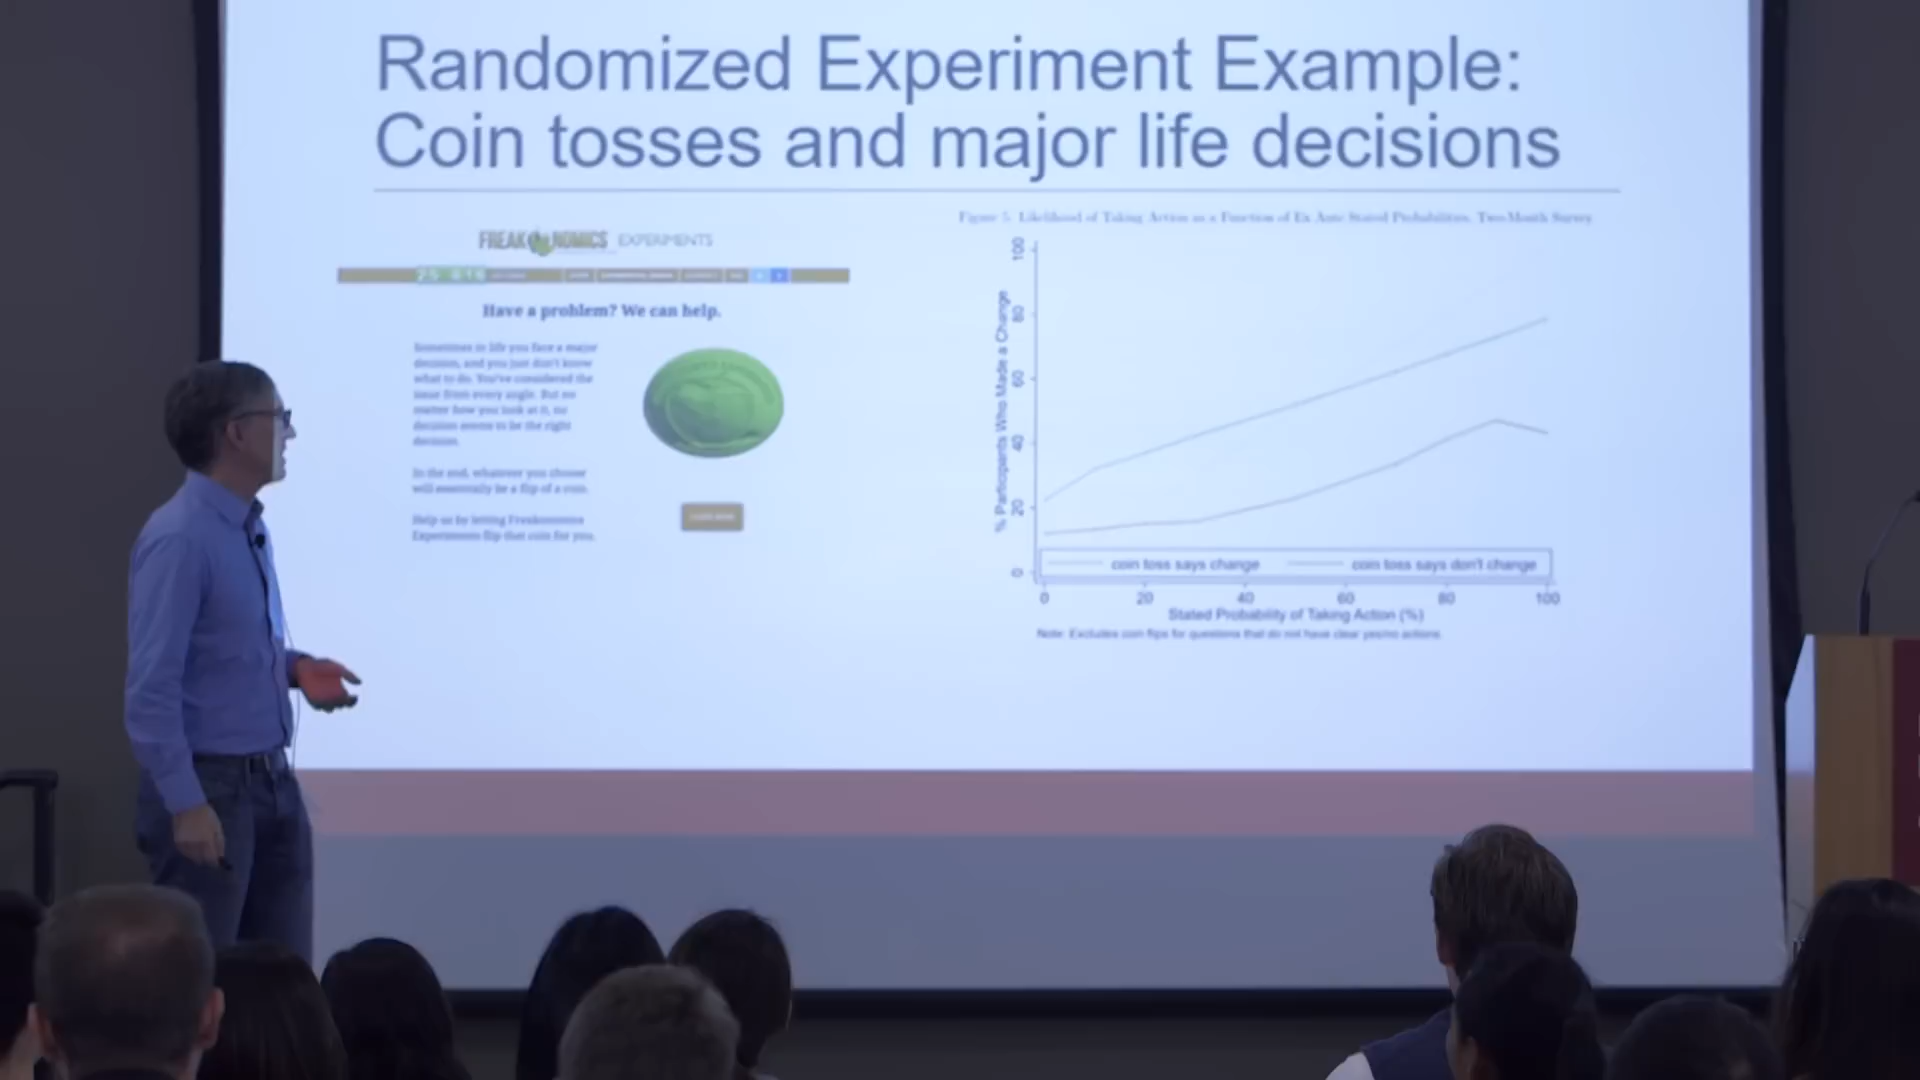 Randomized Experiment Example:
Coin tosses and major life decisions
FREAKONOMICS EXPERIMENTS
Have a problem? We can help.
Sometimes in life you face a major
decision, and you just don't know
what to do. You've considered the
issue from every angle. But no
matter how you look at it, no
decision seems to be the right
decision.
In the end, whatever you choose
will essentially be a flip of a coin.
Help us by letting Freakonomics
Experiments flip that coin for you.
Figure 5. Likelihood of Taking Action as a Function of Ex Ante Stated Probabilities, Two-Month Survey
% Participants Who Made a Change
100
80
60
40
20
0
coin toss says change
coin toss says don't change
0 20 40 60 80 100
Stated Probability of Taking Action (%)
Note: Excludes coin flips for questions that do not have clear yes/no actions.